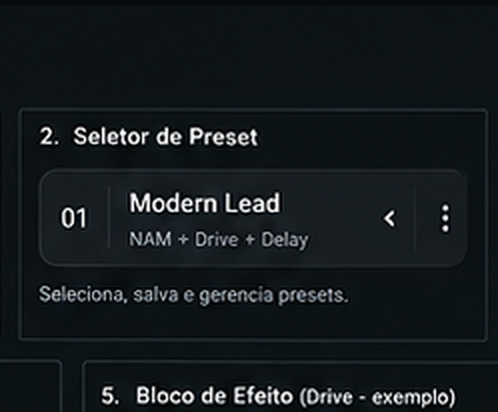 2. Seletor de Preset
01
Modern Lead
NAM + Drive + Delay
Seleciona, salva e gerencia presets.
5. Bloco de Efeito (Drive - exemplo)